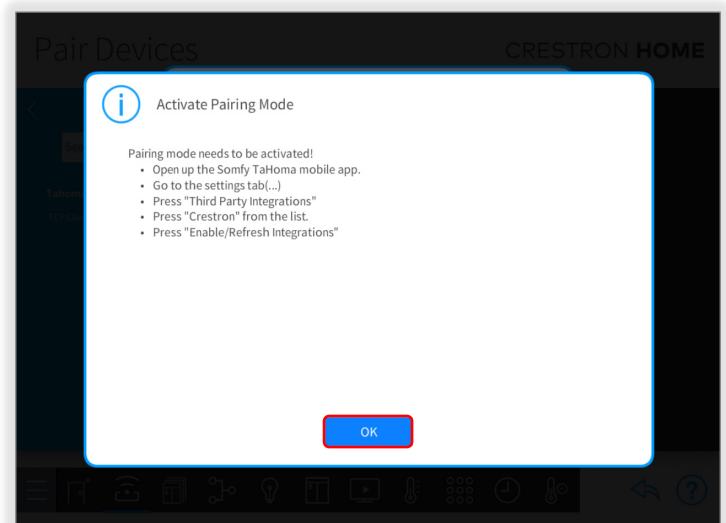 Pair Devices
CRESTRON HOME
Activate Pairing Mode
Pairing mode needs to be activated!
• Open up the Somfy TaHoma mobile app.
• Go to the settings tab(...)
• Press "Third Party Integrations"
• Press "Crestron" from the list.
• Press "Enable/Refresh Integrations"
Tahoma
OK